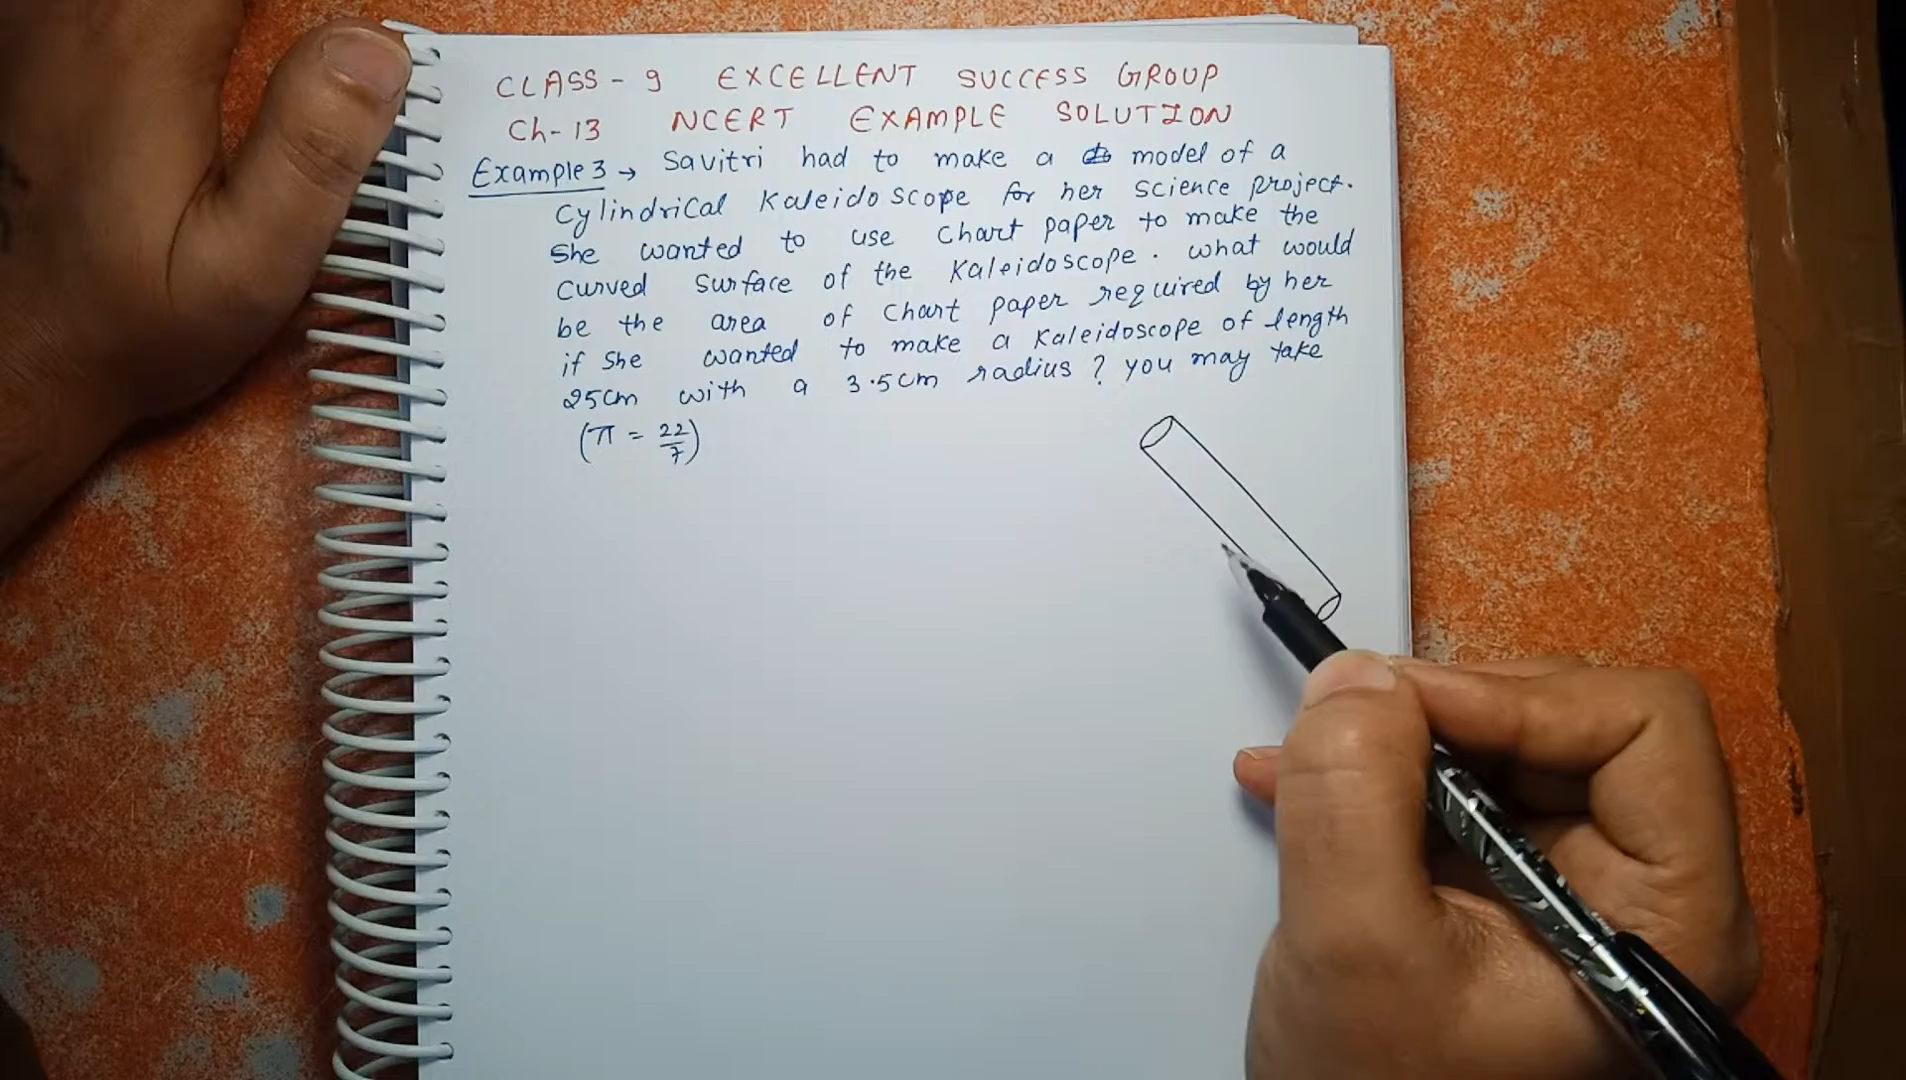 CLASS - 9 EXCELLENT SUCCESS GROUP
Ch- 13 NCERT EXAMPLE SOLUTION
Example 3 → Savitri had to make a model of a
Cylindrical Kaleidoscope for her science project.
She wanted to use Chart paper to make the
curved surface of the Kaleidoscope. what would
be the area of Chart paper required by her
if She wanted to make a Kaleidoscope of length
25cm with a 3.5cm radius? you may take
(π = 22/7)